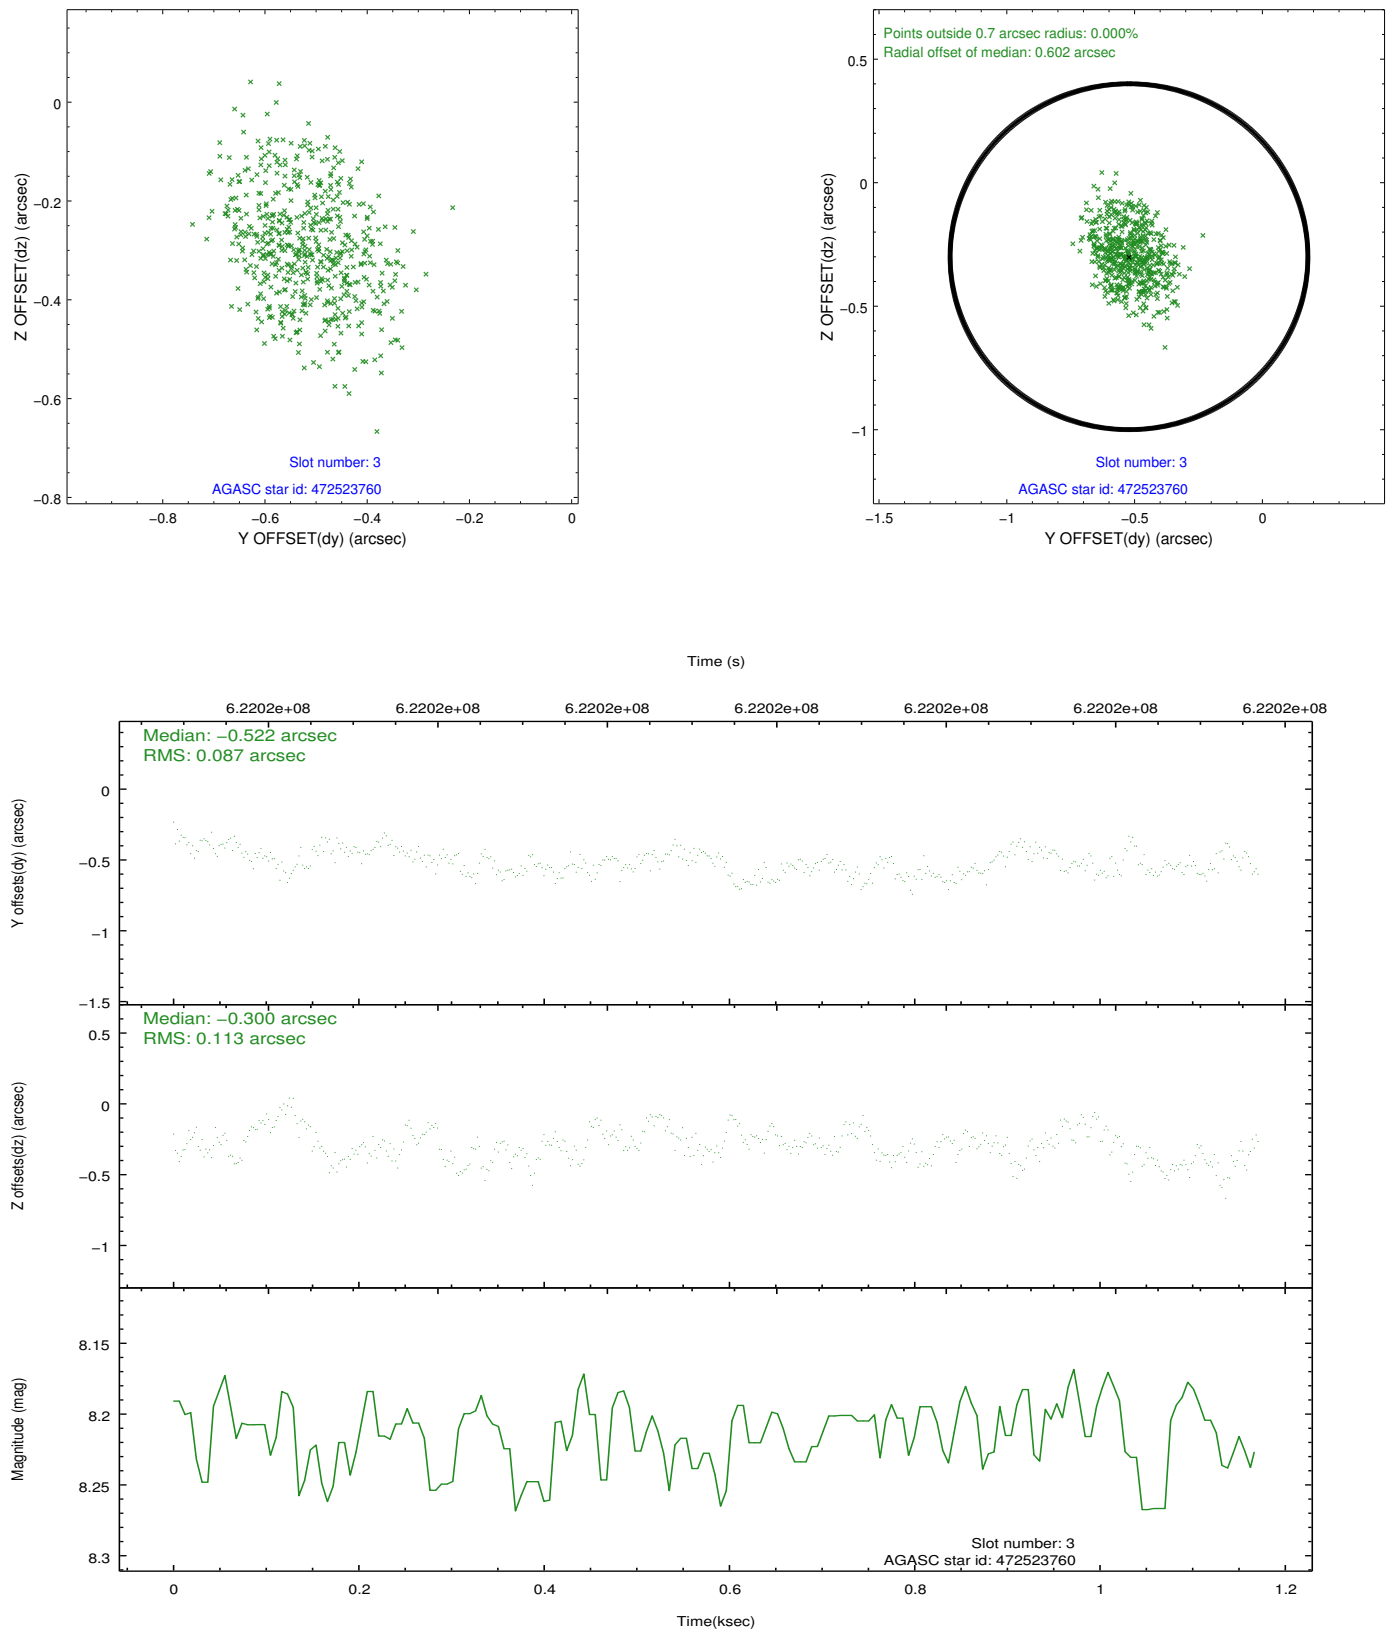 0
−0.2
−0.4
−0.6
−0.8
Z OFFSET(dz) (arcsec)
Slot number: 3
AGASC star id: 472523760
−0.8 −0.6 −0.4 −0.2 0
Y OFFSET(dy) (arcsec)
Points outside 0.7 arcsec radius: 0.000%
Radial offset of median: 0.602 arcsec
0.5
0
−0.5
−1
Z OFFSET(dz) (arcsec)
Slot number: 3
AGASC star id: 472523760
−1.5 −1 −0.5 0
Y OFFSET(dy) (arcsec)
Time (s)
6.2202e+08 6.2202e+08 6.2202e+08 6.2202e+08 6.2202e+08 6.2202e+08 6.2202e+08
Median: −0.522 arcsec
RMS: 0.087 arcsec
0
−0.5
−1
−1.5
Y offsets(dy) (arcsec)
Median: −0.300 arcsec
RMS: 0.113 arcsec
0.5
0
−0.5
−1
Z offsets(dz) (arcsec)
8.15
8.2
8.25
8.3
Magnitude (mag)
Slot number: 3
AGASC star id: 472523760
0 0.2 0.4 0.6 0.8 1 1.2
Time(ksec)